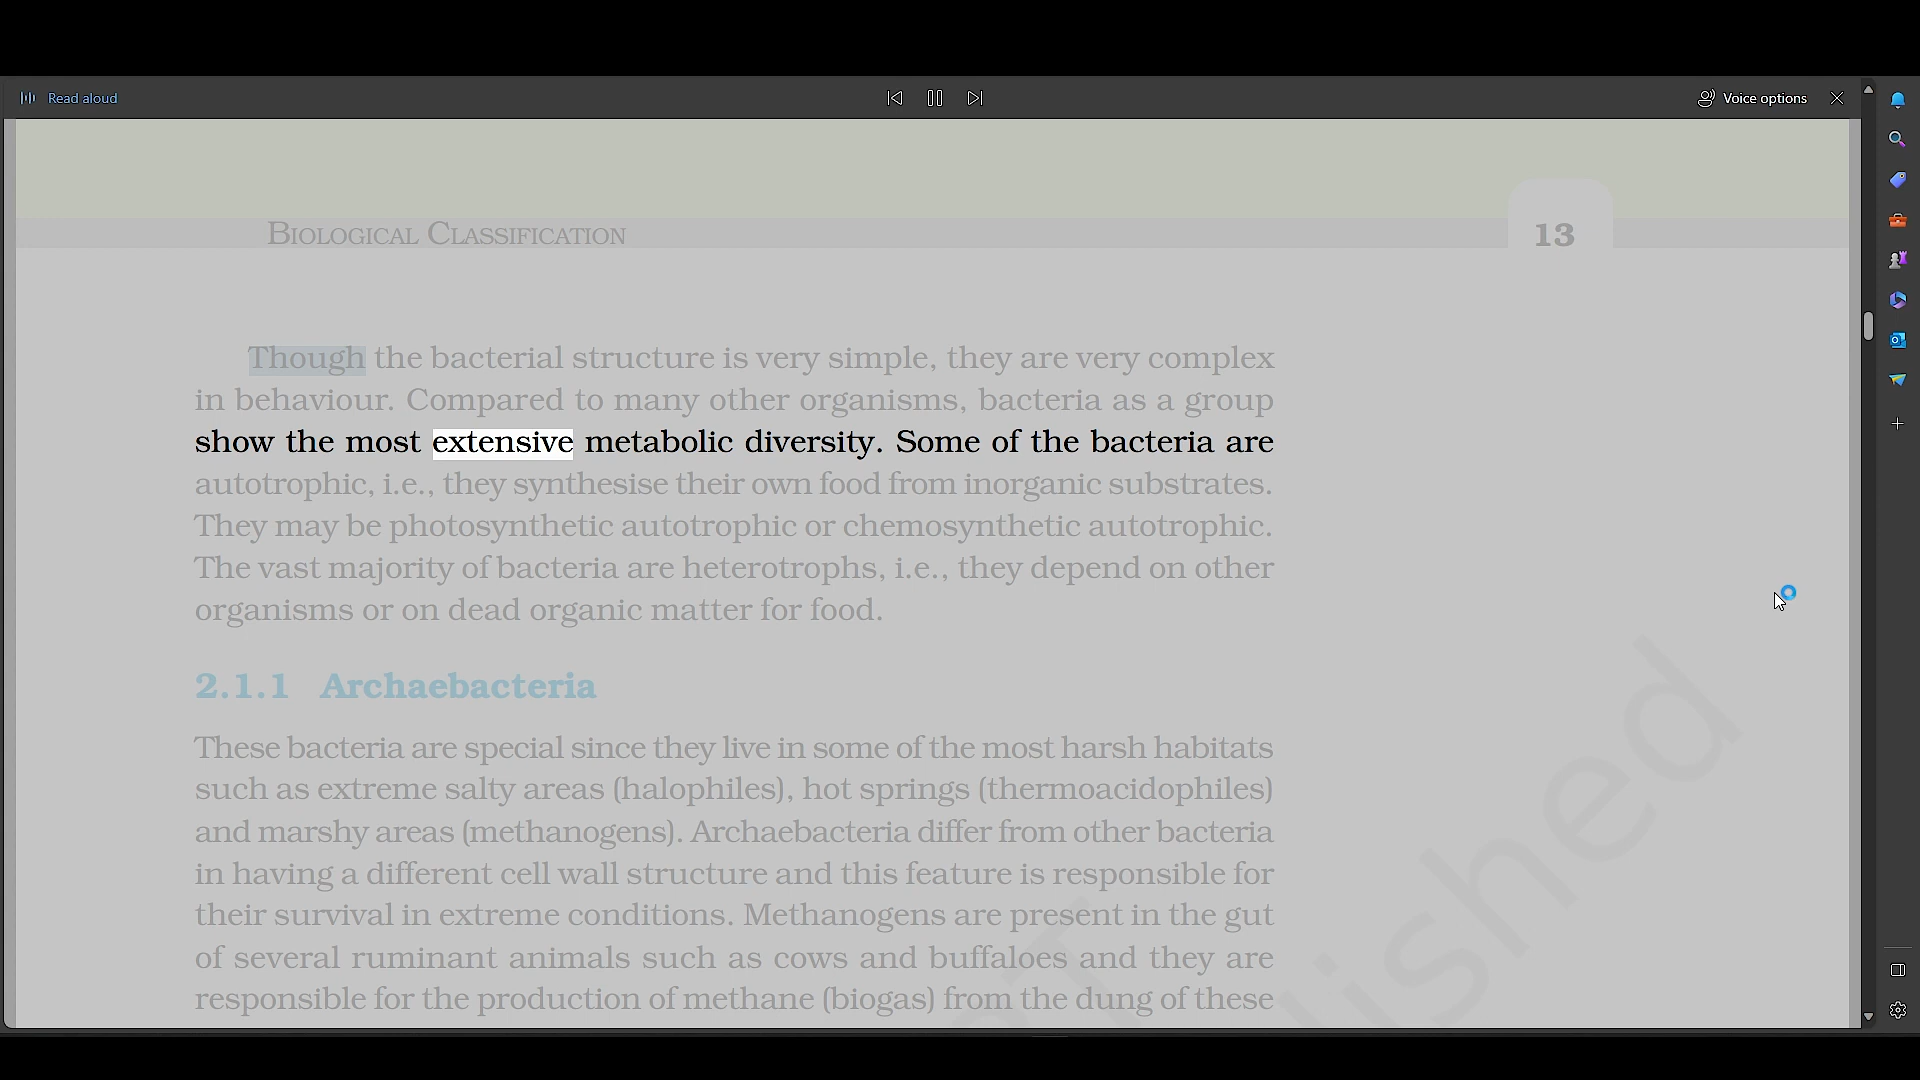 Read aloud
Voice options
BIOLOGICAL CLASSIFICATION
13
Though the bacterial structure is very simple, they are very complex
in behaviour. Compared to many other organisms, bacteria as a group
show the most extensive metabolic diversity. Some of the bacteria are
autotrophic, i.e., they synthesise their own food from inorganic substrates.
They may be photosynthetic autotrophic or chemosynthetic autotrophic.
The vast majority of bacteria are heterotrophs, i.e., they depend on other
organisms or on dead organic matter for food.
2.1.1 Archaebacteria
These bacteria are special since they live in some of the most harsh habitats
such as extreme salty areas (halophiles), hot springs (thermoacidophiles)
and marshy areas (methanogens). Archaebacteria differ from other bacteria
in having a different cell wall structure and this feature is responsible for
their survival in extreme conditions. Methanogens are present in the gut
of several ruminant animals such as cows and buffaloes and they are
responsible for the production of methane (biogas) from the dung of these